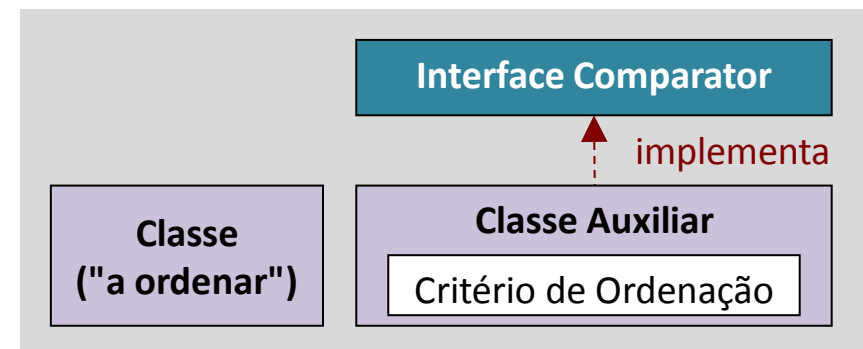 Interface Comparator
implementa
Classe
("a ordenar")
Classe Auxiliar
Critério de Ordenação